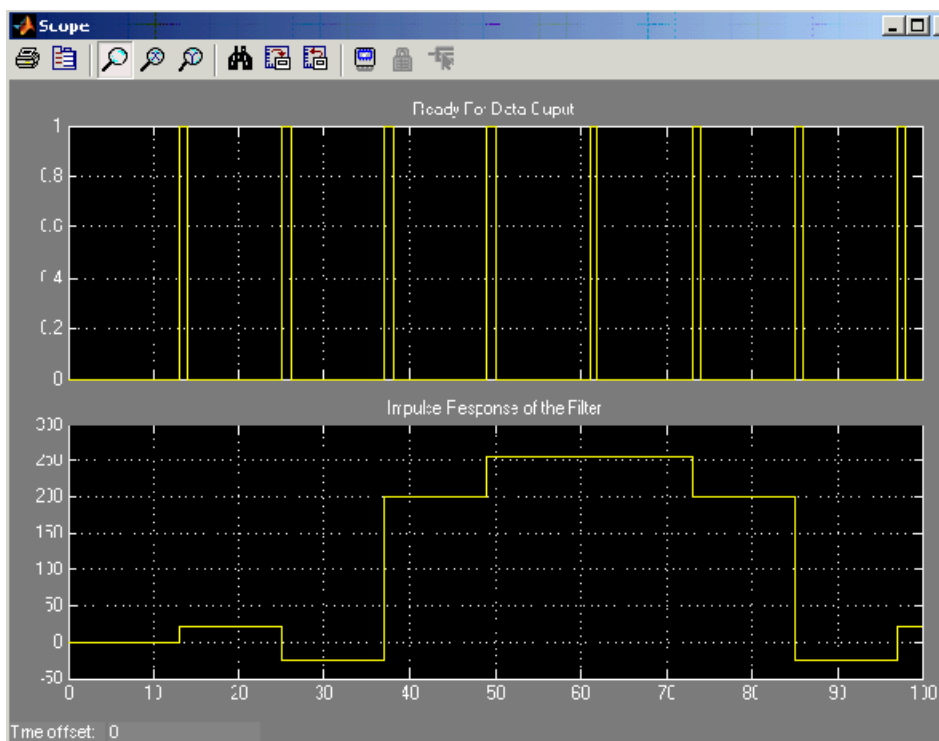 Scope
Ready For Data Ouput
1
0.8
0.6
0.4
0.2
0
Impulse Response of the Filter
300
250
200
150
100
50
0
-50
0 10 20 30 40 50 60 70 80 90 100
Time offset: 0